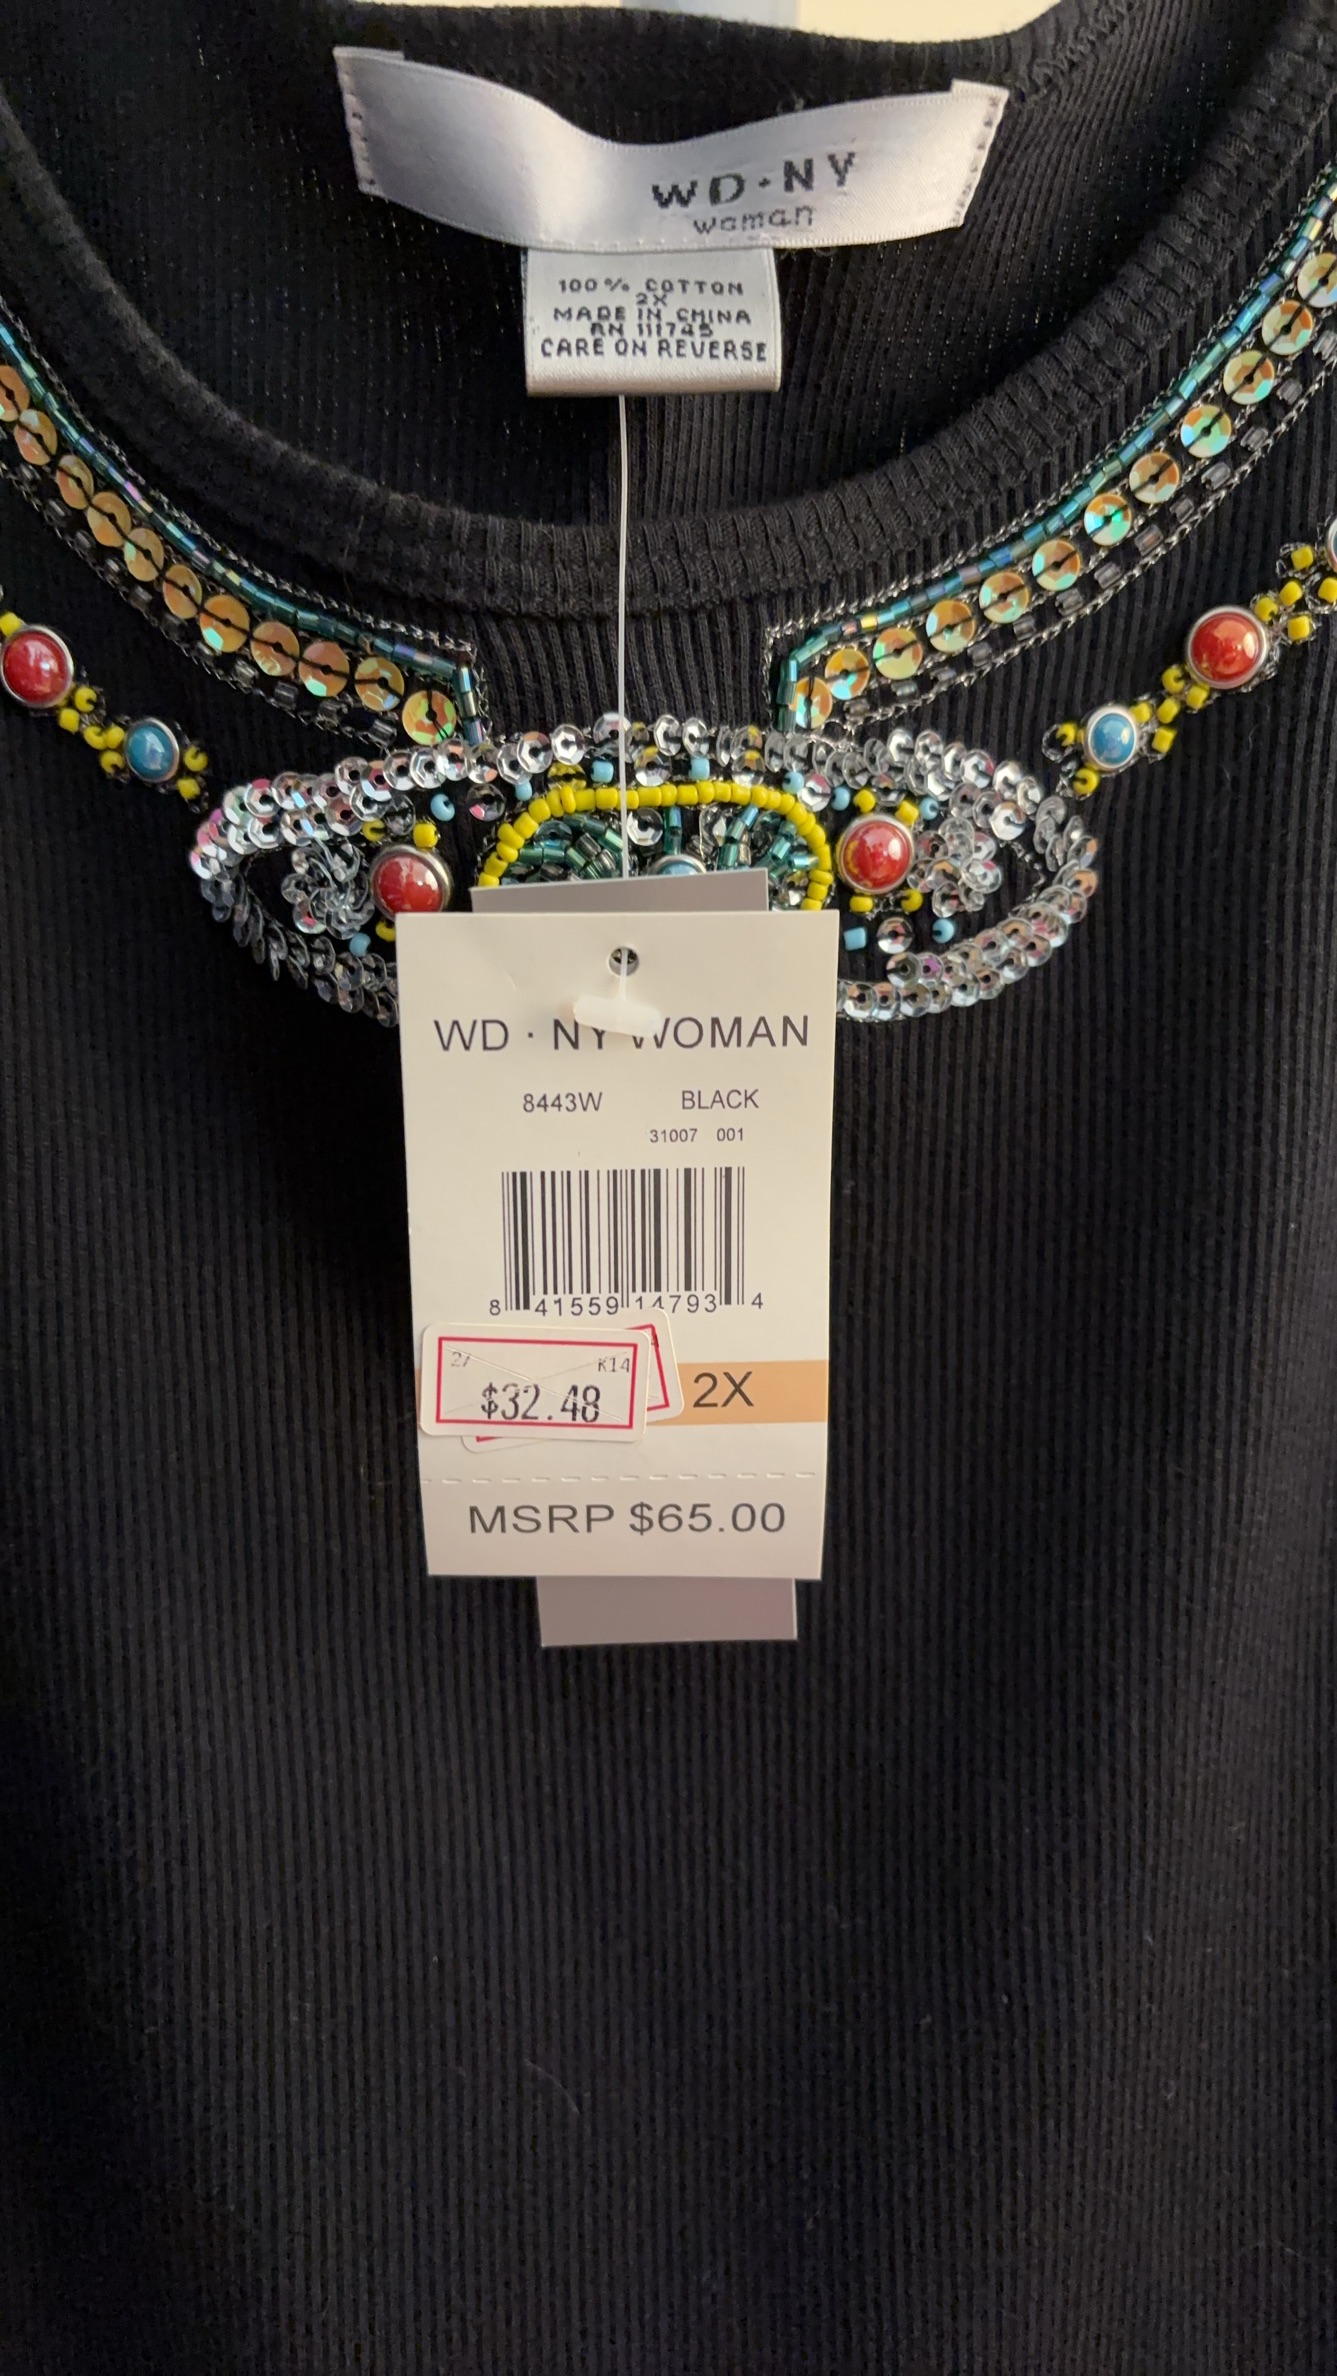 WD·NY
woman
100% COTTON
2X
MADE IN CHINA
RN 111745
CARE ON REVERSE
WD · NY WOMAN
8443W BLACK
31007 001
8 41559 14793 4
27 K14
$32.48
2X
MSRP $65.00